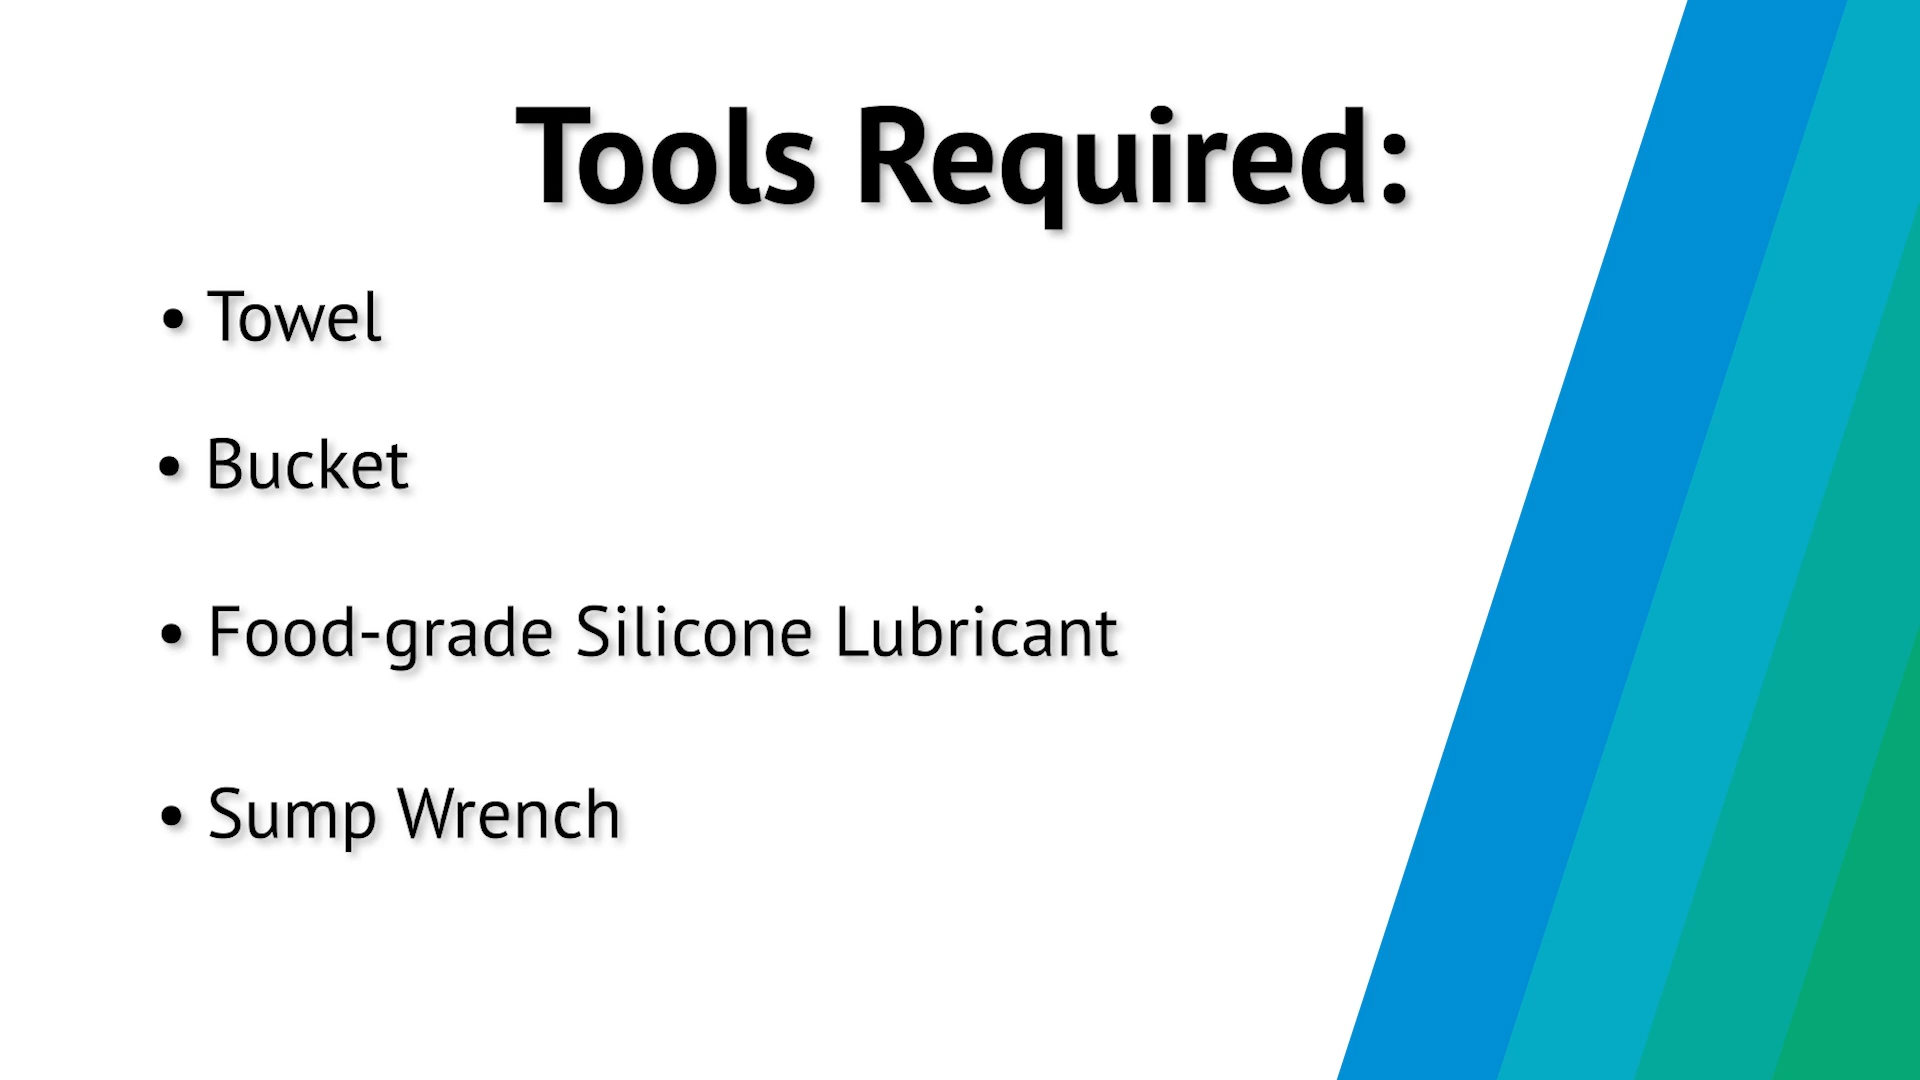 Tools Required:
• Towel
• Bucket
• Food-grade Silicone Lubricant
• Sump Wrench